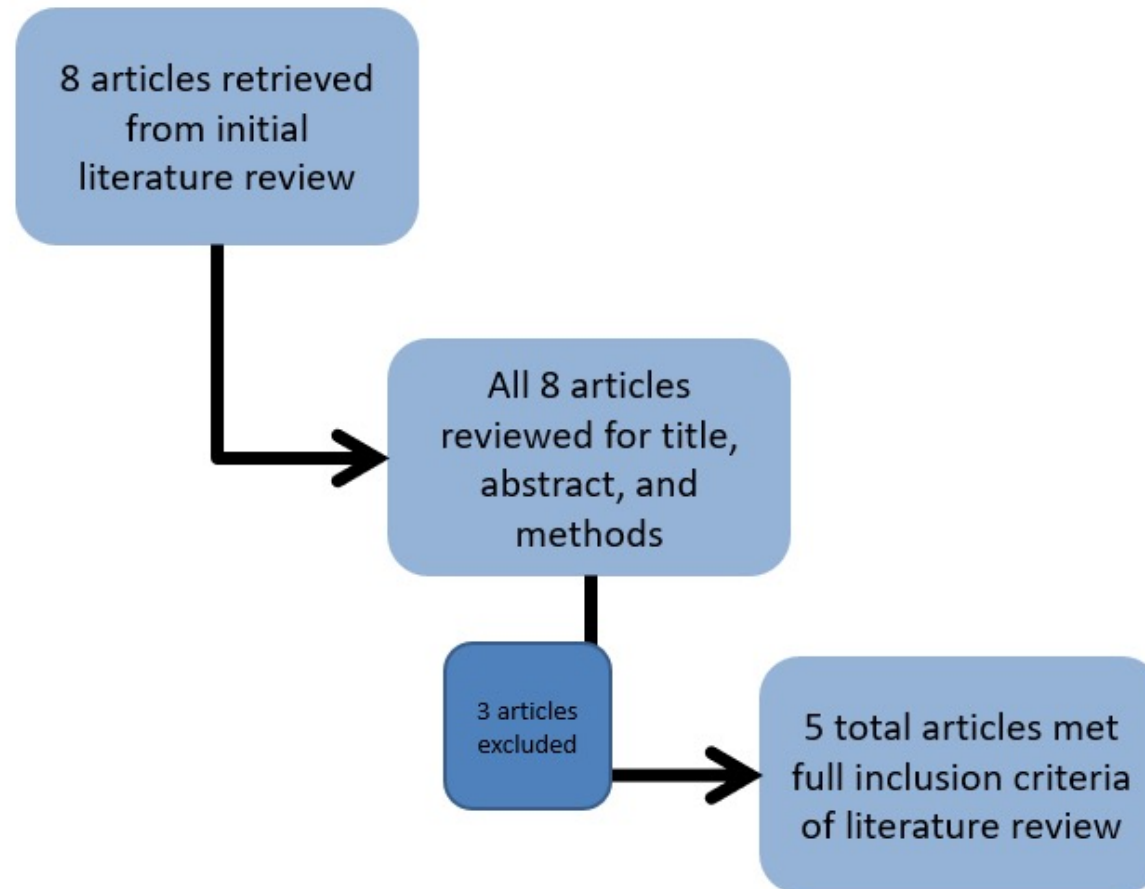 8 articles retrieved
from initial
literature review
All 8 articles
reviewed for title,
abstract, and
methods
3 articles
excluded
5 total articles met
full inclusion criteria
of literature review